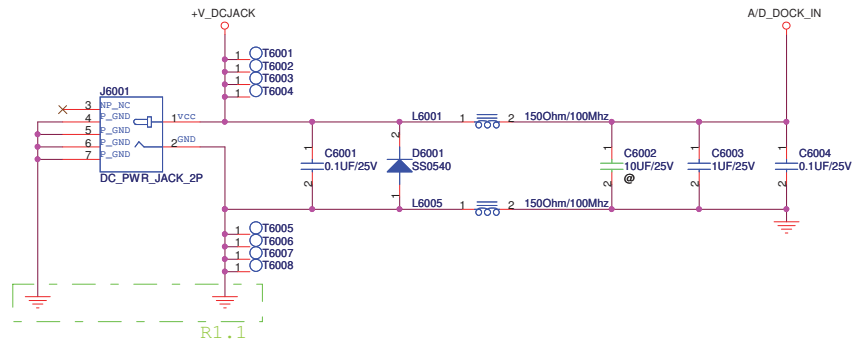 +V_DCJACK
A/D_DOCK_IN
1 T6001
1 T6002
1 T6003
1 T6004
J6001
3 NP_NC
4 P_GND
5 P_GND
6 P_GND
7 P_GND
1 VCC
2 GND
DC_PWR_JACK_2P
L6001 1 2 150Ohm/100Mhz
1 C6001 0.1UF/25V 2
2 D6001 SS0540 1
1 C6002 10UF/25V @ 2
1 C6003 1UF/25V 2
1 C6004 0.1UF/25V 2
L6005 1 2 150Ohm/100Mhz
1 T6005
1 T6006
1 T6007
1 T6008
R1.1